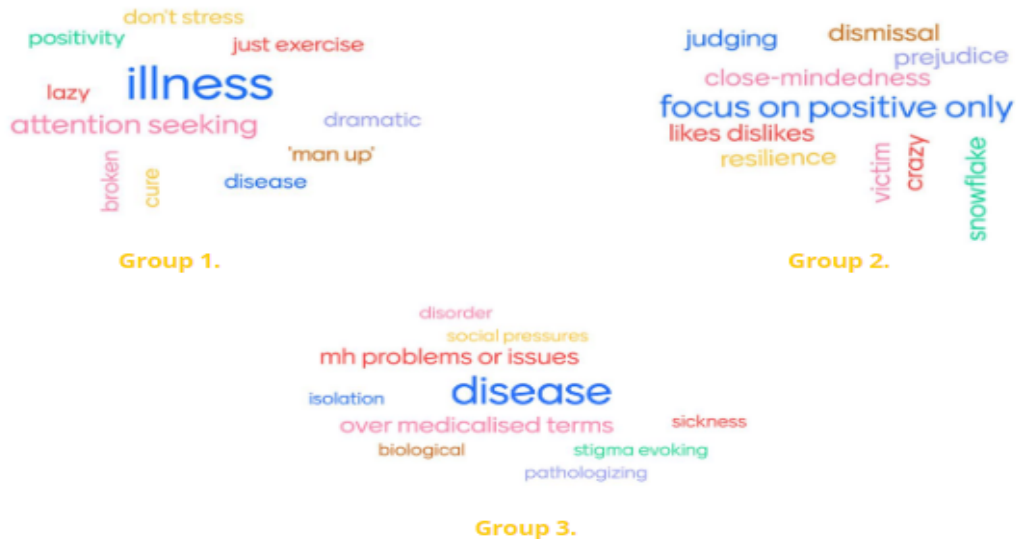 don't stress
positivity
just exercise
illness
lazy
attention seeking
dramatic
'man up'
broken
cure
disease
Group 1.
judging
dismissal
prejudice
close-mindedness
focus on positive only
likes dislikes
resilience
victim
crazy
snowflake
Group 2.
disorder
social pressures
mh problems or issues
disease
isolation
over medicalised terms
sickness
biological
stigma evoking
pathologizing
Group 3.